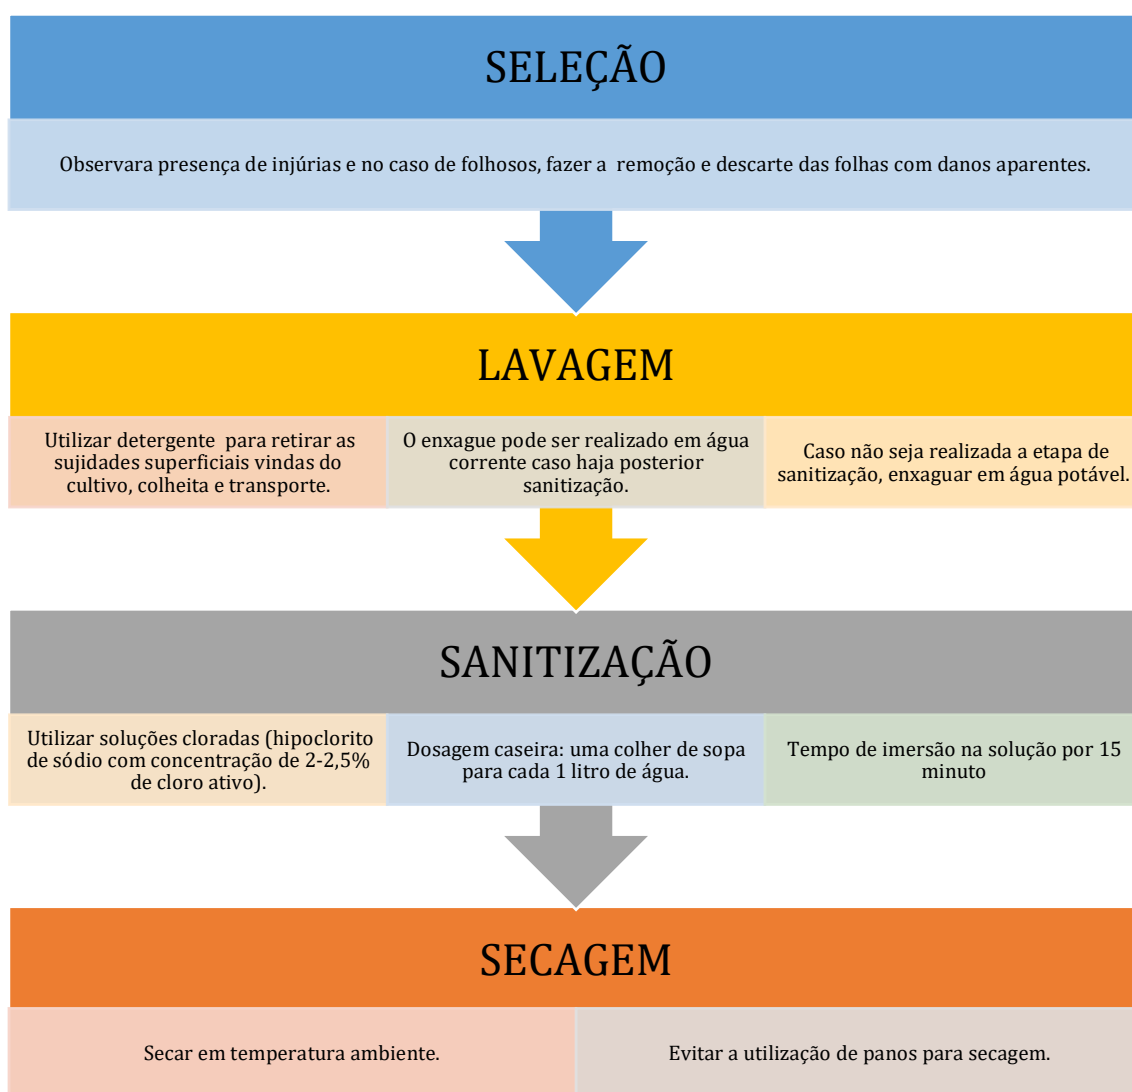 SELEÇÃO
Observara presença de injúrias e no caso de folhosos, fazer a remoção e descarte das folhas com danos aparentes.
LAVAGEM
Utilizar detergente para retirar as
sujidades superficiais vindas do
cultivo, colheita e transporte.
O enxague pode ser realizado em água
corrente caso haja posterior
sanitização.
Caso não seja realizada a etapa de
sanitização, enxaguar em água potável.
SANITIZAÇÃO
Utilizar soluções cloradas (hipoclorito
de sódio com concentração de 2-2,5%
de cloro ativo).
Dosagem caseira: uma colher de sopa
para cada 1 litro de água.
Tempo de imersão na solução por 15
minuto
SECAGEM
Secar em temperatura ambiente.
Evitar a utilização de panos para secagem.